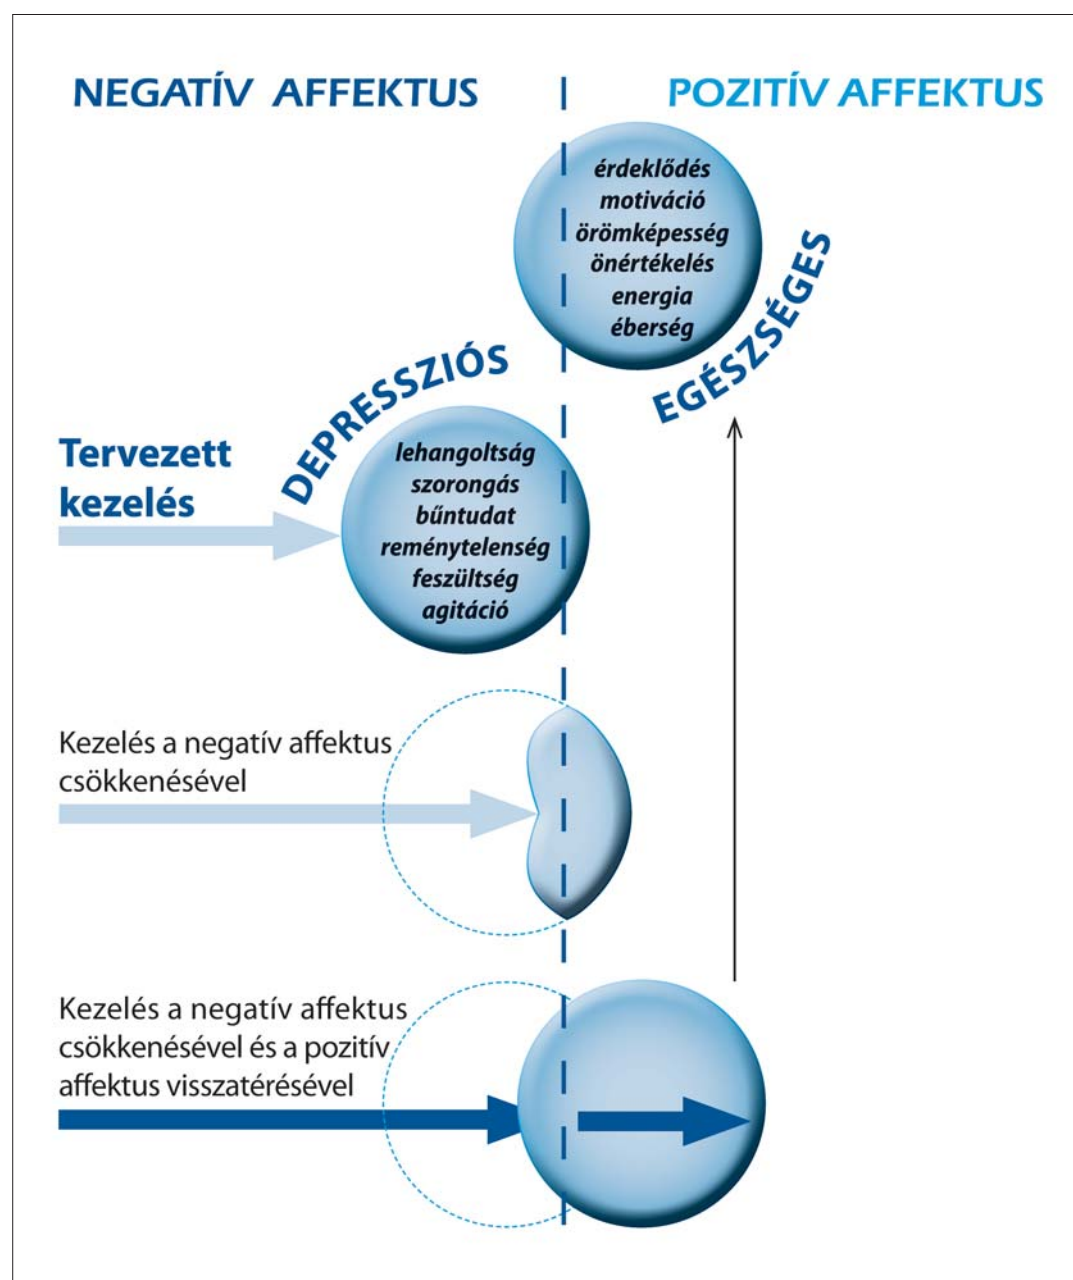 NEGATÍV AFFEKTUS
POZITÍV AFFEKTUS
érdeklődés
motiváció
örömképesség
önértékelés
energia
éberség
EGÉSZSÉGES
DEPRESSZIÓS
Tervezett
kezelés
lehangoltság
szorongás
bűntudat
reménytelenség
feszültség
agitáció
Kezelés a negatív affektus
csökkenésével
Kezelés a negatív affektus
csökkenésével és a pozitív
affektus visszatérésével